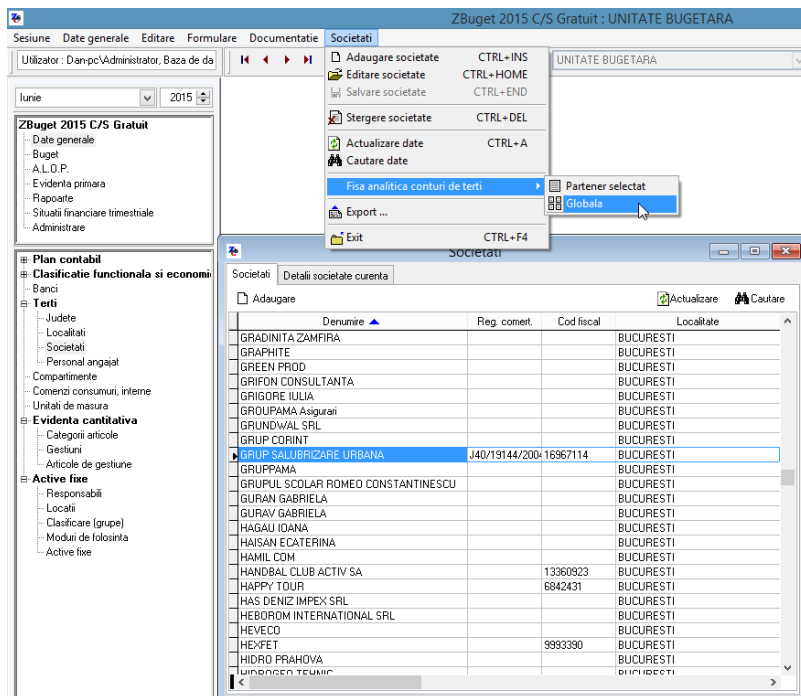 ZBuget 2015 C/S Gratuit : UNITATE BUGETARA
Sesiune Date generale Editare Formulare Documentatie Societati
Utilizator : Dan-pc\Administrator, Baza de da
UNITATE BUGETARA
Adaugare societate CTRL+INS
Editare societate CTRL+HOME
Salvare societate CTRL+END
Stergere societate CTRL+DEL
Actualizare date CTRL+A
Cautare date
Fisa analitica conturi de terti
Export ...
Exit CTRL+F4
Partener selectat
Globala
Iunie 2015
ZBuget 2015 C/S Gratuit
Date generale
Buget
A.L.O.P.
Evidenta primara
Rapoarte
Situatii financiare trimestriale
Administrare
Plan contabil
Clasificatie functionala si economi
Banci
Terti
Judete
Localitati
Societati
Personal angajat
Compartimente
Comenzi consumuri, interne
Unitati de masura
Evidenta cantitativa
Categorii articole
Gestiuni
Articole de gestiune
Active fixe
Responsabili
Locatii
Clasificare (grupe)
Moduri de folosinta
Active fixe
Societati
Societati Detalii societate curenta
Adaugare Actualizare Cautare
Denumire Reg. comert. Cod fiscal Localitate
GRADINITA ZAMFIRA BUCURESTI
GRAPHITE BUCURESTI
GREEN PROD BUCURESTI
GRIFON CONSULTANTA BUCURESTI
GRIGORE IULIA BUCURESTI
GROUPAMA Asigurari BUCURESTI
GRUNDWAL SRL BUCURESTI
GRUP CORINT BUCURESTI
GRUP SALUBRIZARE URBANA J40/19144/2004 16967114 BUCURESTI
GRUPPAMA BUCURESTI
GRUPUL SCOLAR ROMEO CONSTANTINESCU BUCURESTI
GURAN GABRIELA BUCURESTI
GURAV GABRIELA BUCURESTI
HAGAU IOANA BUCURESTI
HAISAN ECATERINA BUCURESTI
HAMIL COM BUCURESTI
HANDBAL CLUB ACTIV SA 13360923 BUCURESTI
HAPPY TOUR 6842431 BUCURESTI
HAS DENIZ IMPEX SRL BUCURESTI
HEBOROM INTERNATIONAL SRL BUCURESTI
HEVECO BUCURESTI
HEXFET 9993390 BUCURESTI
HIDRO PRAHOVA BUCURESTI
HIDROGEO TEHNIC BUCURESTI